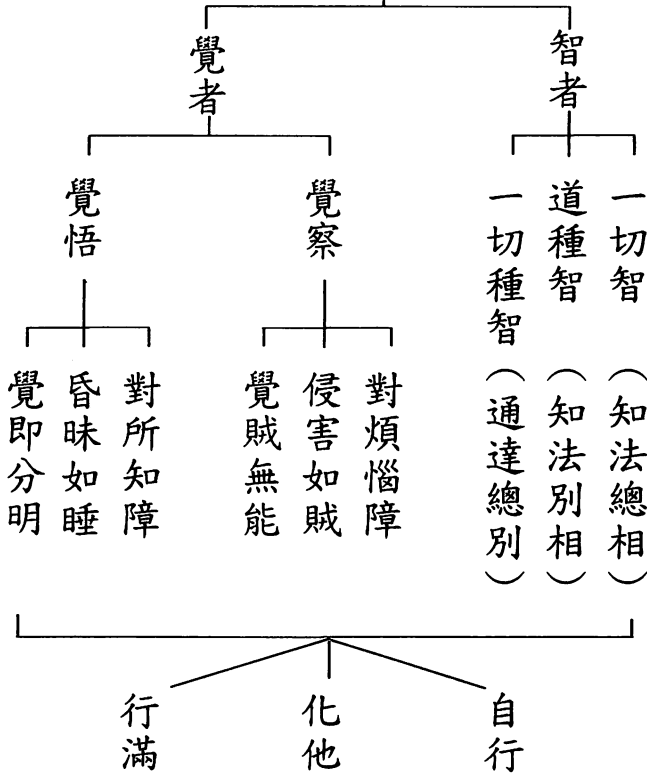 智者
一切智（知法總相）
道種智（知法別相）
一切種智（通達總別）
覺者
覺察
對煩惱障
侵害如賊
覺賊無能
覺悟
對所知障
昏昧如睡
覺即分明
自行
化他
行滿